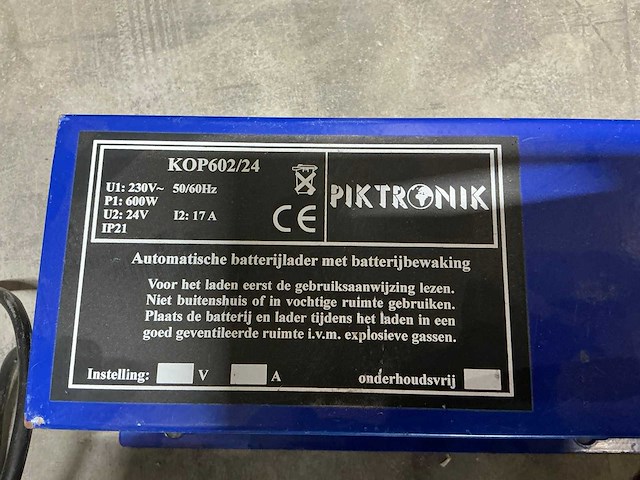 KOP602/24
U1: 230V~ 50/60Hz
P1: 600W
U2: 24V I2: 17 A
IP21
CE
PIKTRONIK
Automatische batterijlader met batterijbewaking
Voor het laden eerst de gebruiksaanwijzing lezen.
Niet buitenshuis of in vochtige ruimte gebruiken.
Plaats de batterij en lader tijdens het laden in een
goed geventileerde ruimte i.v.m. explosieve gassen.
Instelling: V A onderhoudsvrij